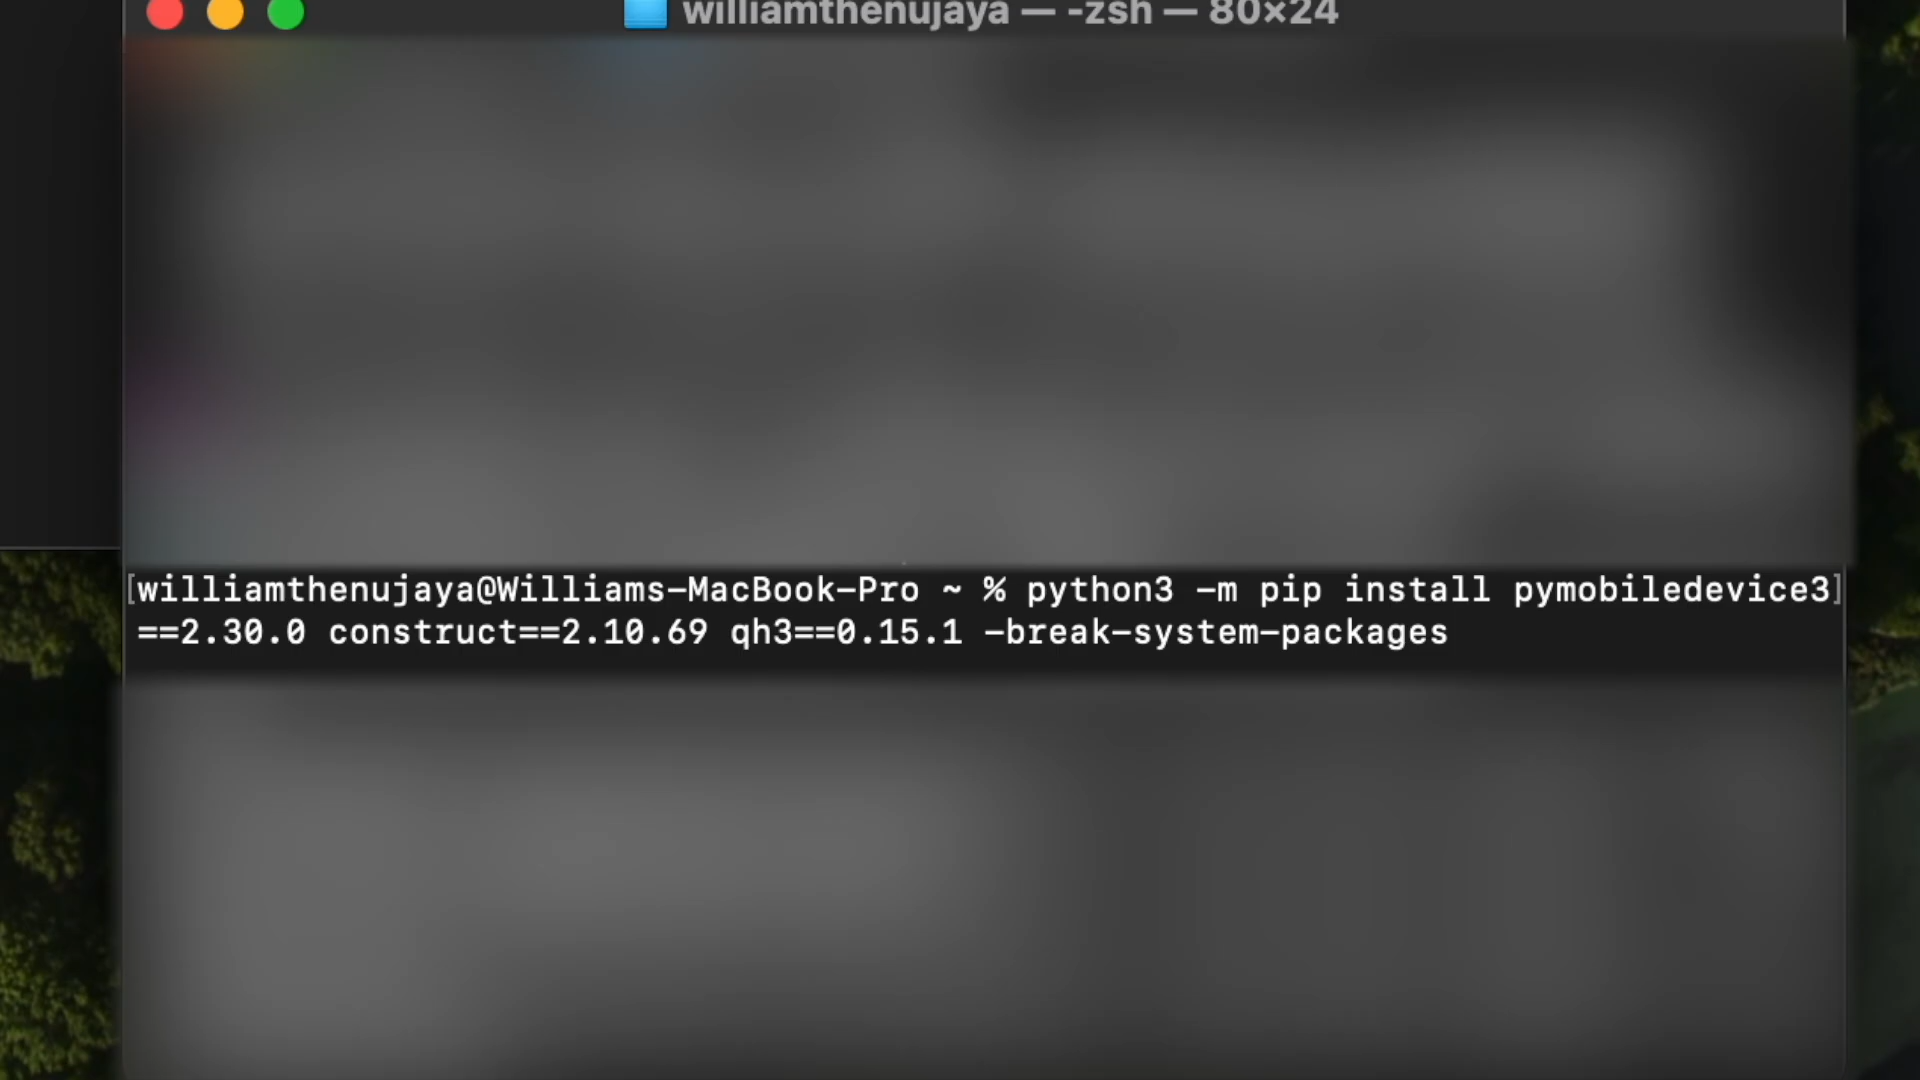 williamthenujaya — -zsh — 80×24
[williamthenujaya@Williams-MacBook-Pro ~ % python3 -m pip install pymobiledevice3]
==2.30.0 construct==2.10.69 qh3==0.15.1 -break-system-packages